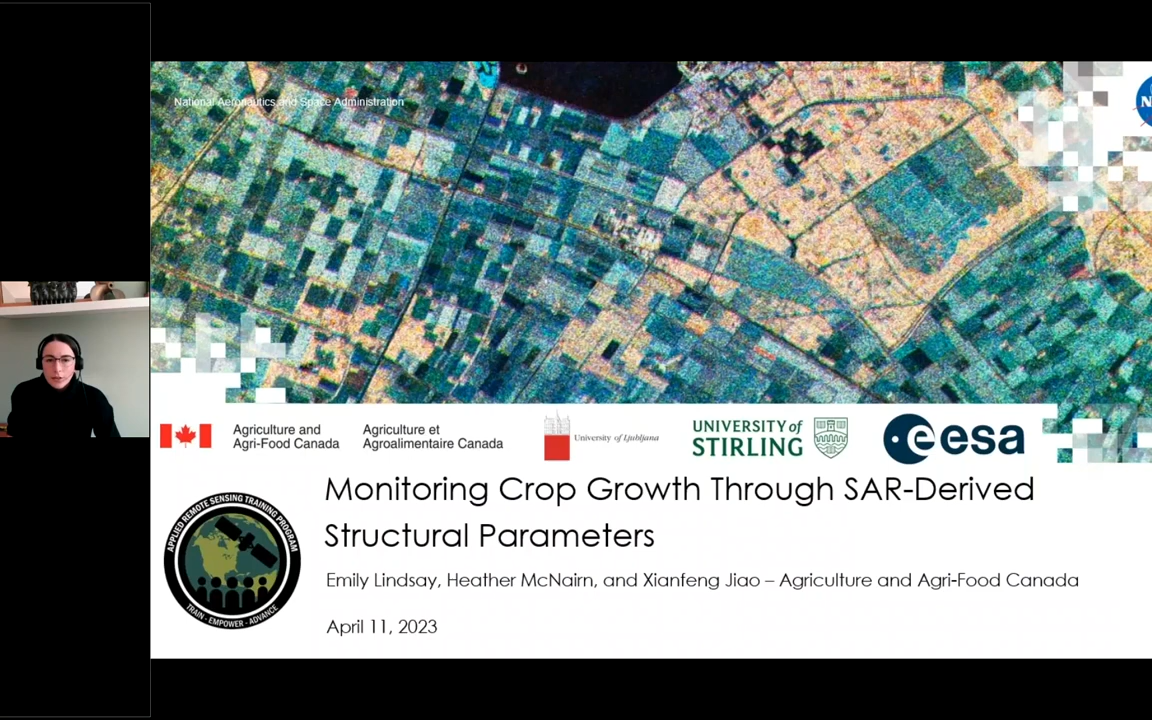 National Aeronautics and Space Administration
Agriculture and
Agri-Food Canada
Agriculture et
Agroalimentaire Canada
University of Ljubljana
UNIVERSITY of
STIRLING
esa
APPLIED REMOTE SENSING TRAINING PROGRAM
TRAIN - EMPOWER - ADVANCE
Monitoring Crop Growth Through SAR-Derived
Structural Parameters
Emily Lindsay, Heather McNairn, and Xianfeng Jiao – Agriculture and Agri-Food Canada
April 11, 2023